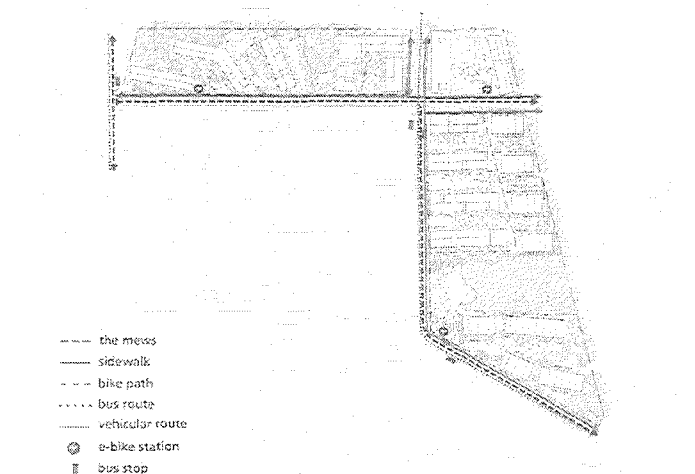 the mews
sidewalk
bike path
bus route
vehicular route
e-bike station
bus stop